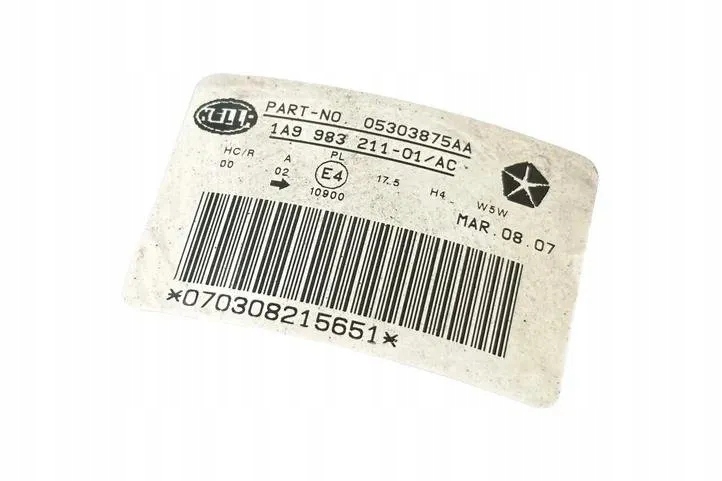 HELLA
PART-NO. 05303875AA
1A9 983 211-01/AC
HC/R A PL
00 02 E4 17.5 H4 W5W
➡ 10900
MAR.08.07
*070308215651*